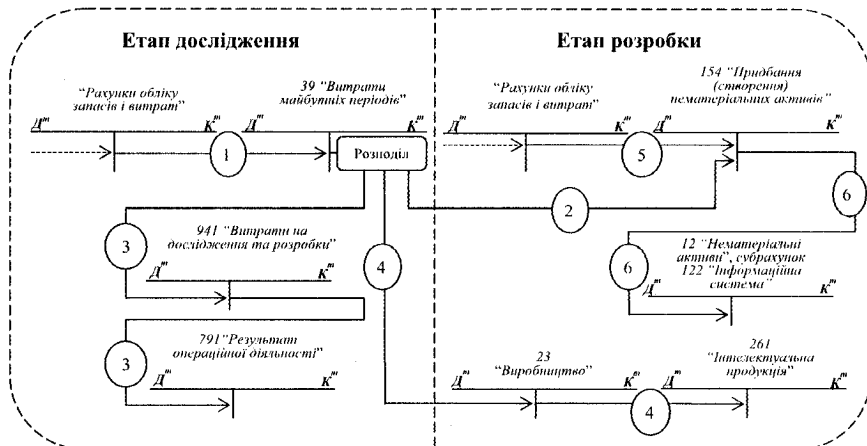 Етап дослідження
Етап розробки
“Рахунки обліку
запасів і витрат”
39 “Витрати
майбутніх періодів”
“Рахунки обліку
запасів і витрат”
154 “Придбання
(створення)
нематеріальних активів”
Дт Кт Дт Кт Дт Кт Дт Кт
1
Розподіл
5
2
6
3
941 “Витрати на
дослідження та розробки”
4
Дт Кт
6
12 “Нематеріальні
активи”, субрахунок
122 “Інформаційна
система”
Дт Кт
3
791 “Результат
операційної діяльності”
Дт Кт
23
“Виробництво”
261
“Інтелектуальна
продукція”
Дт Кт Дт Кт
4